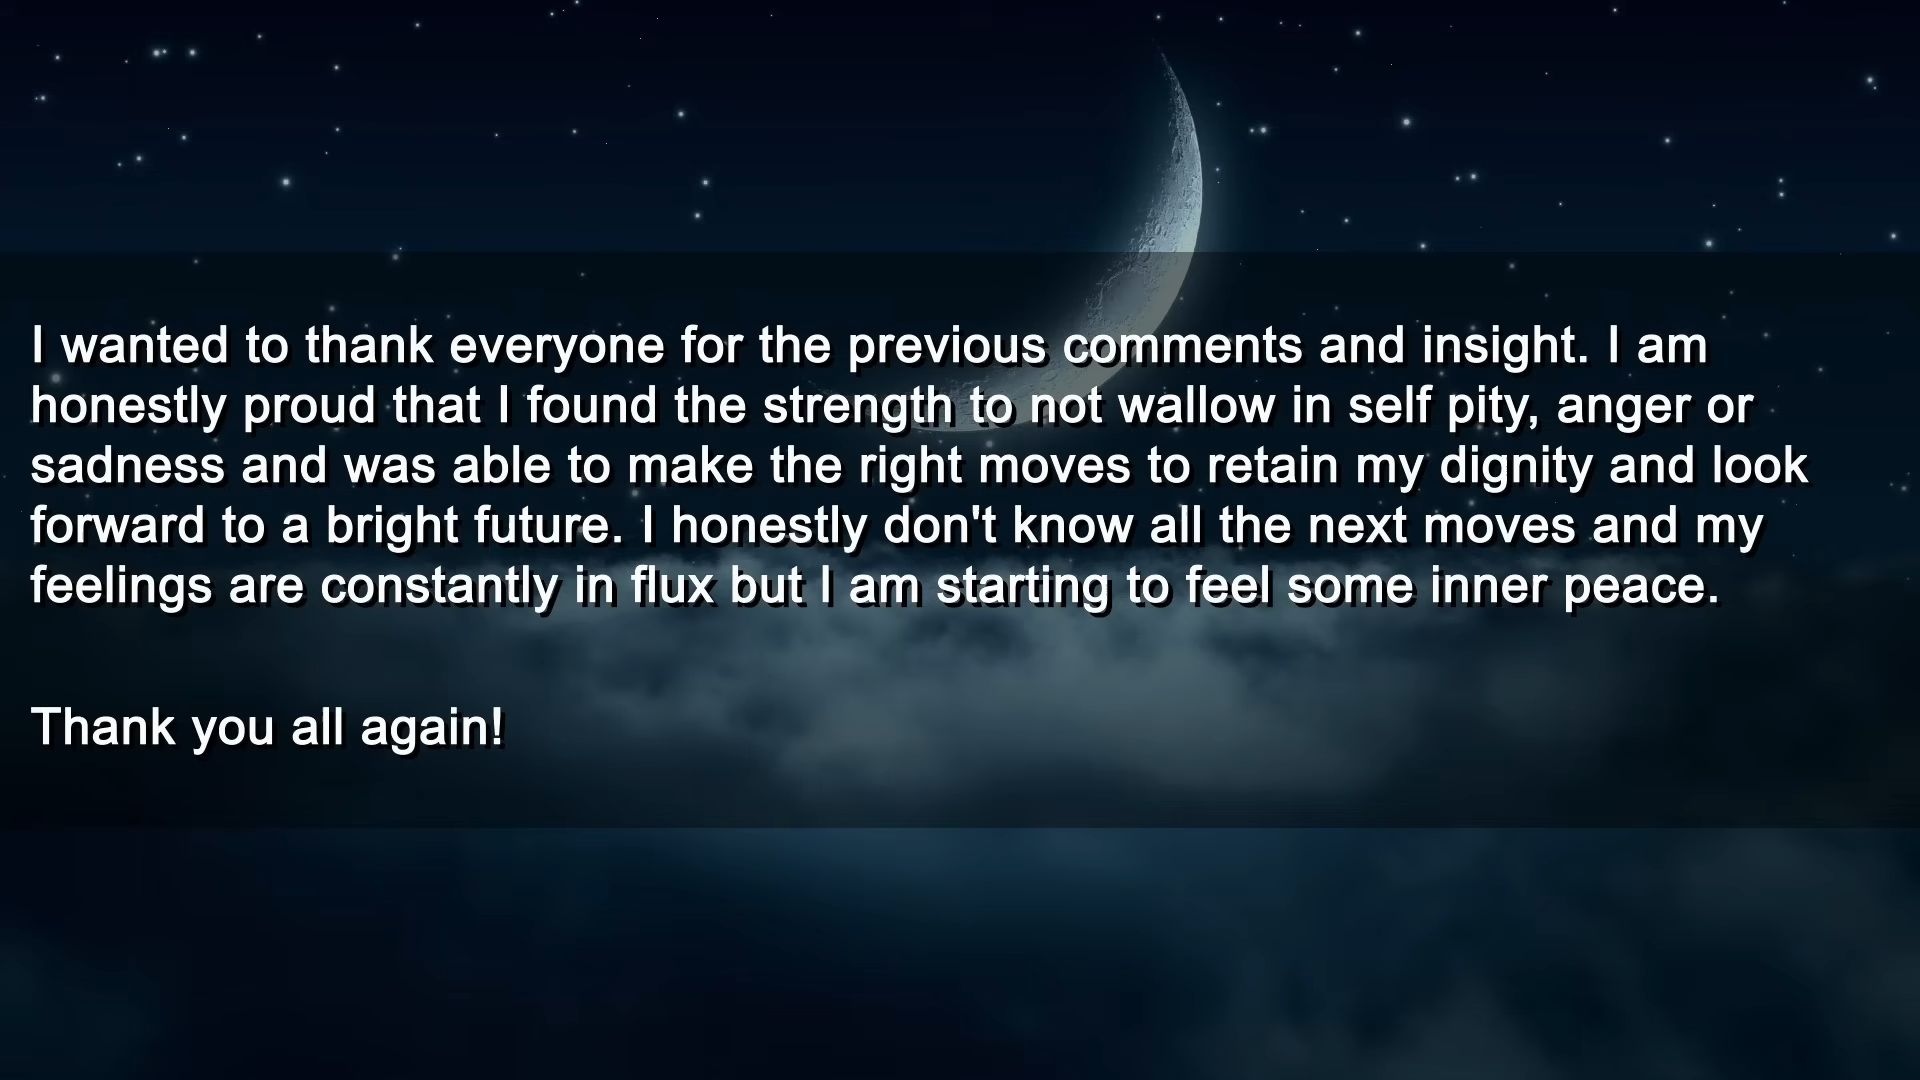 I wanted to thank everyone for the previous comments and insight. I am
honestly proud that I found the strength to not wallow in self pity, anger or
sadness and was able to make the right moves to retain my dignity and look
forward to a bright future. I honestly don't know all the next moves and my
feelings are constantly in flux but I am starting to feel some inner peace.
Thank you all again!